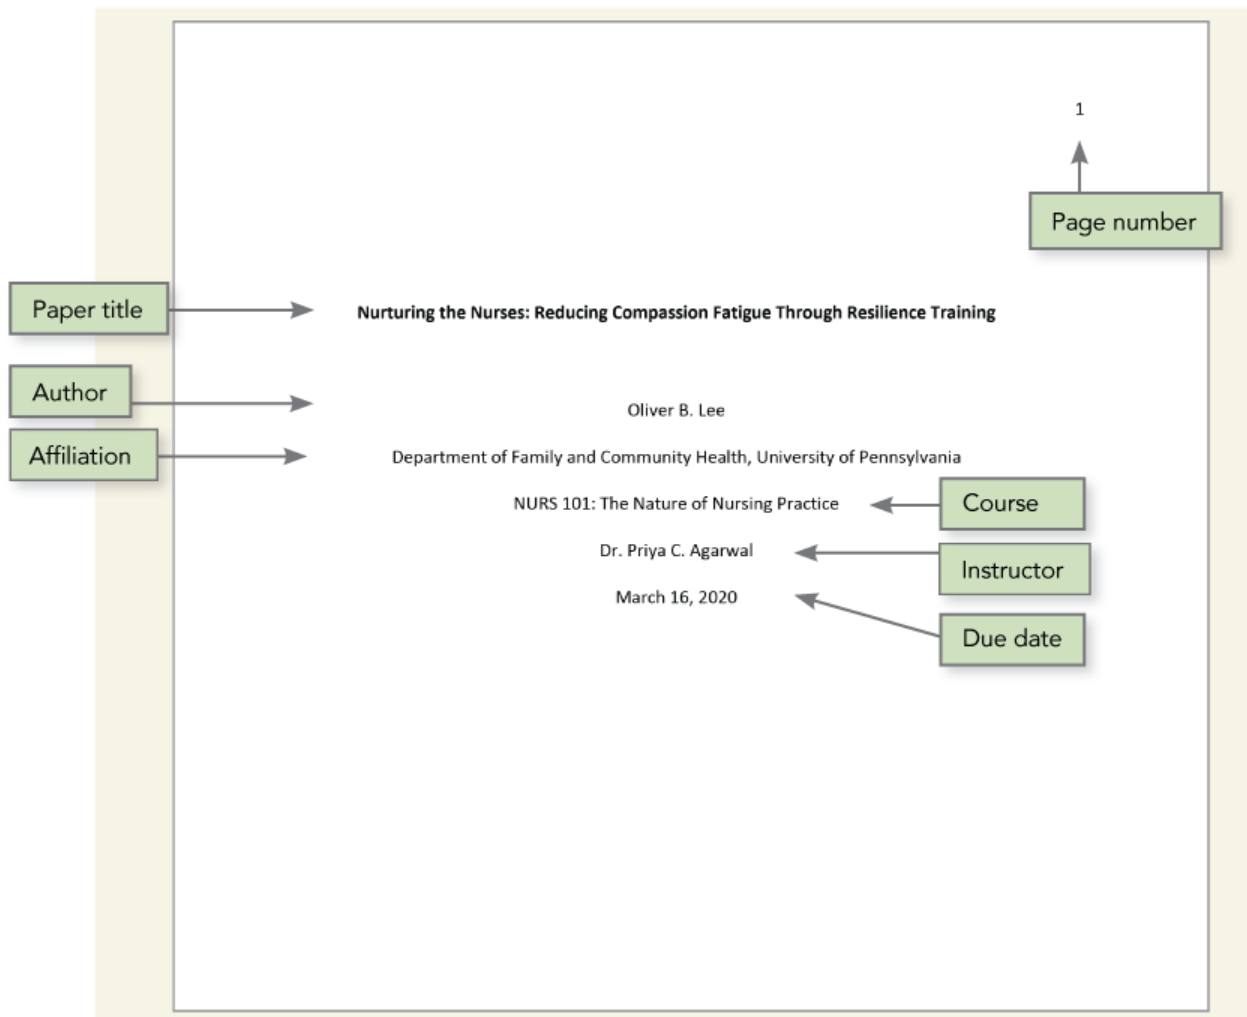 1
Page number
Paper title
Nurturing the Nurses: Reducing Compassion Fatigue Through Resilience Training
Author
Oliver B. Lee
Affiliation
Department of Family and Community Health, University of Pennsylvania
NURS 101: The Nature of Nursing Practice
Course
Dr. Priya C. Agarwal
Instructor
March 16, 2020
Due date